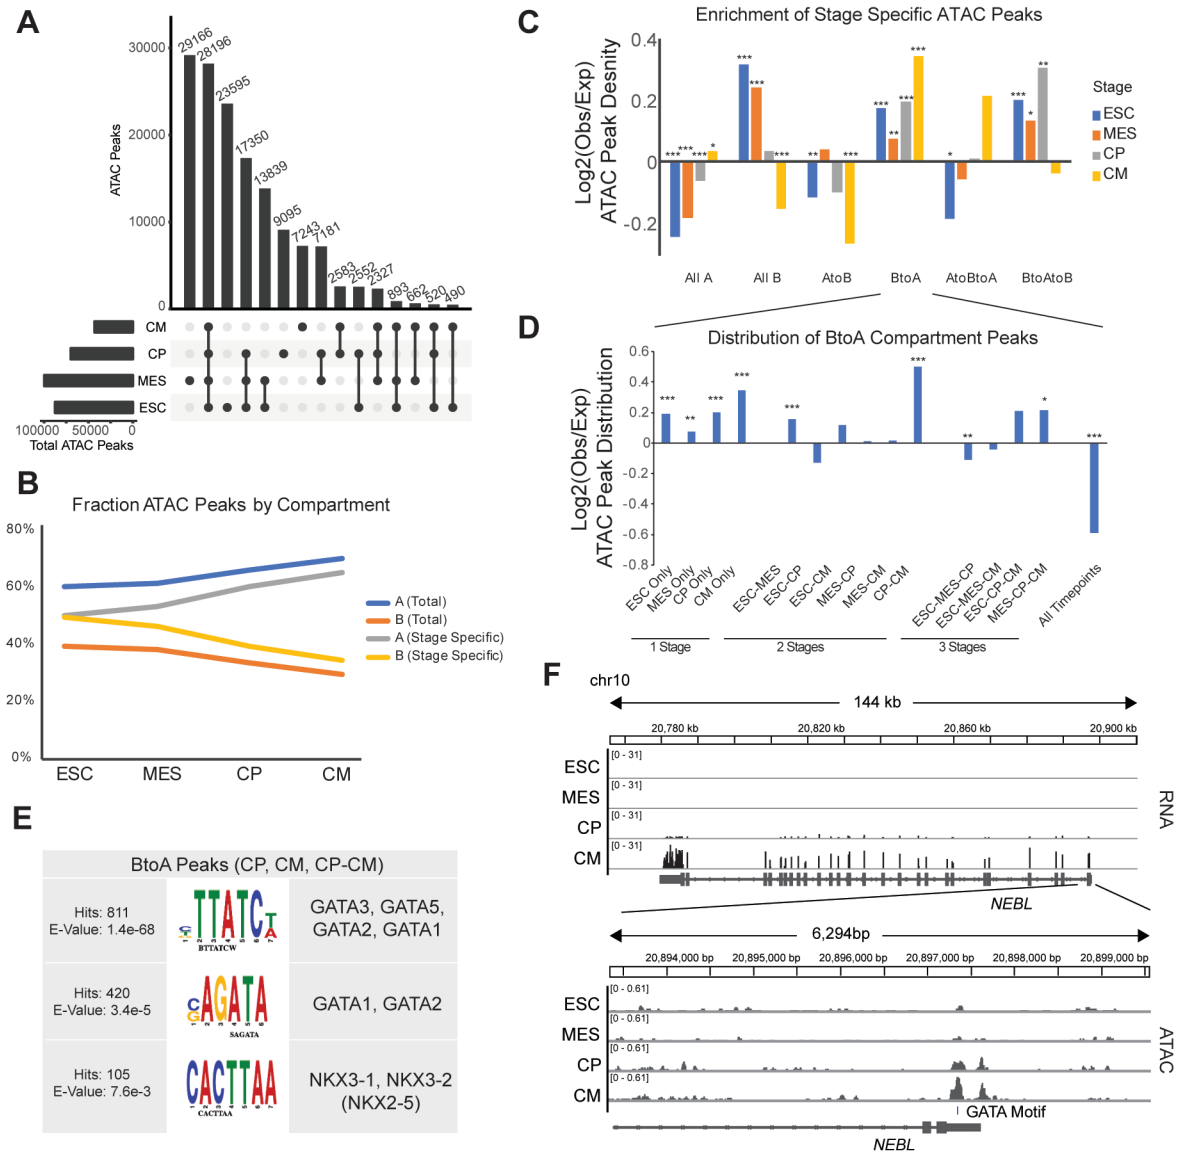 A
ATAC Peaks
30000
20000
10000
0
29166
28196
23595
17350
13839
9095
7243
7181
2583
2552
2327
893
662
520
490
CM
CP
MES
ESC
100000
50000
0
Total ATAC Peaks
B
Fraction ATAC Peaks by Compartment
80%
60%
40%
20%
0%
ESC
MES
CP
CM
A (Total)
B (Total)
A (Stage Specific)
B (Stage Specific)
C
Enrichment of Stage Specific ATAC Peaks
Log2(Obs/Exp)
ATAC Peak Desnity
0.4
0.2
0
-0.2
***
***
***
*
***
***
***
**
***
***
**
***
***
*
***
*
**
All A
All B
AtoB
BtoA
AtoBtoA
BtoAtoB
Stage
ESC
MES
CP
CM
D
Distribution of BtoA Compartment Peaks
Log2(Obs/Exp)
ATAC Peak Distribution
0.6
0.4
0.2
0
-0.2
-0.4
-0.6
-0.8
***
**
***
***
***
***
**
*
***
ESC Only
MES Only
CP Only
CM Only
ESC-MES
ESC-CP
ESC-CM
MES-CP
MES-CM
CP-CM
ESC-MES-CP
ESC-MES-CM
ESC-CP-CM
MES-CP-CM
All Timepoints
1 Stage
2 Stages
3 Stages
E
BtoA Peaks (CP, CM, CP-CM)
Hits: 811
E-Value: 1.4e-68
BTTATCW
GATA3, GATA5,
GATA2, GATA1
Hits: 420
E-Value: 3.4e-5
SAGATA
GATA1, GATA2
Hits: 105
E-Value: 7.6e-3
CACTTAA
CACTTAA
NKX3-1, NKX3-2
(NKX2-5)
F
chr10
144 kb
20,780 kb
20,820 kb
20,860 kb
20,900 kb
ESC
[0 - 31]
MES
[0 - 31]
CP
[0 - 31]
CM
[0 - 31]
RNA
NEBL
6,294bp
20,894,000 bp
20,895,000 bp
20,896,000 bp
20,897,000 bp
20,898,000 bp
20,899,000 bp
ESC
[0 - 0.61]
MES
[0 - 0.61]
CP
[0 - 0.61]
CM
[0 - 0.61]
ATAC
GATA Motif
NEBL